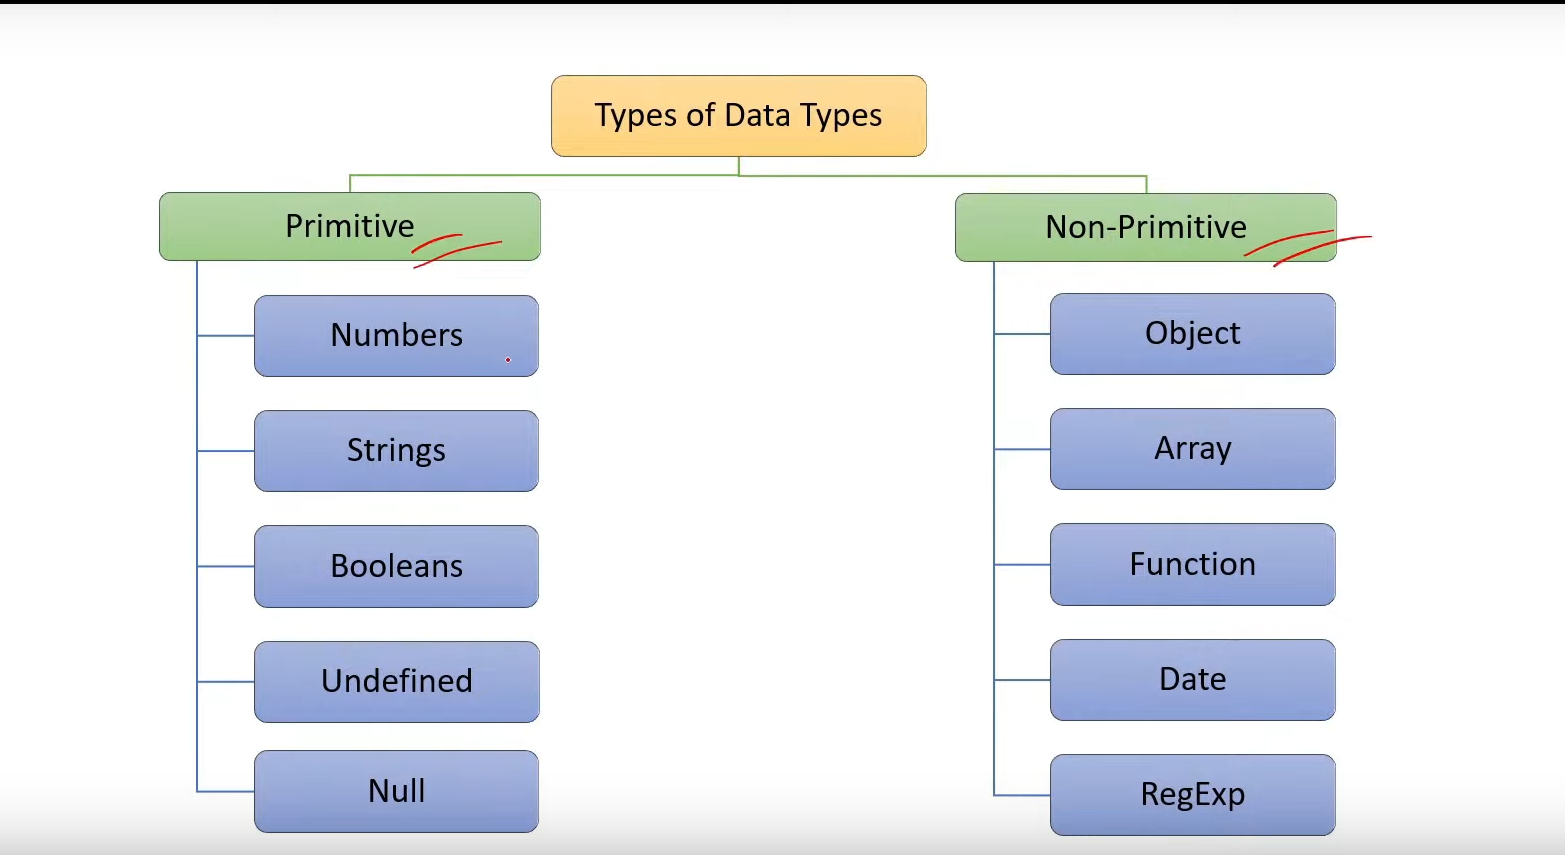 Types of Data Types
Primitive
Numbers
Strings
Booleans
Undefined
Null
Non-Primitive
Object
Array
Function
Date
RegExp